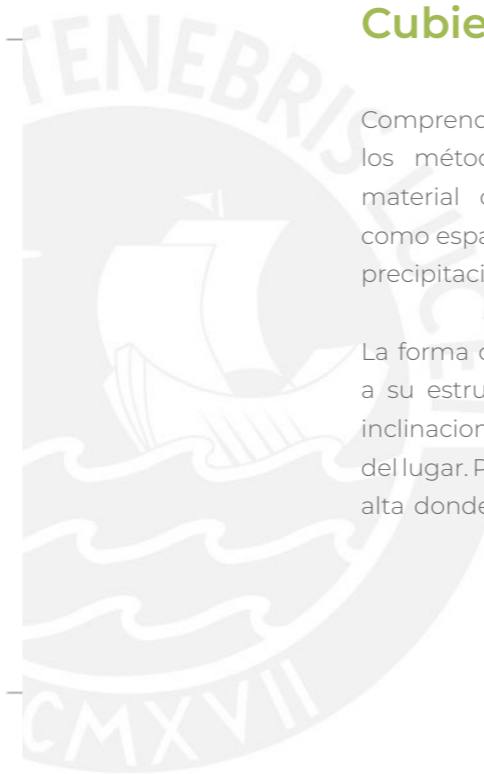 Cubie
Comprend
los métod
material
como espa
precipitaci
La forma
a su estru
inclinacion
del lugar. P
alta donde
TENEBRIS LUCE
CMXVII